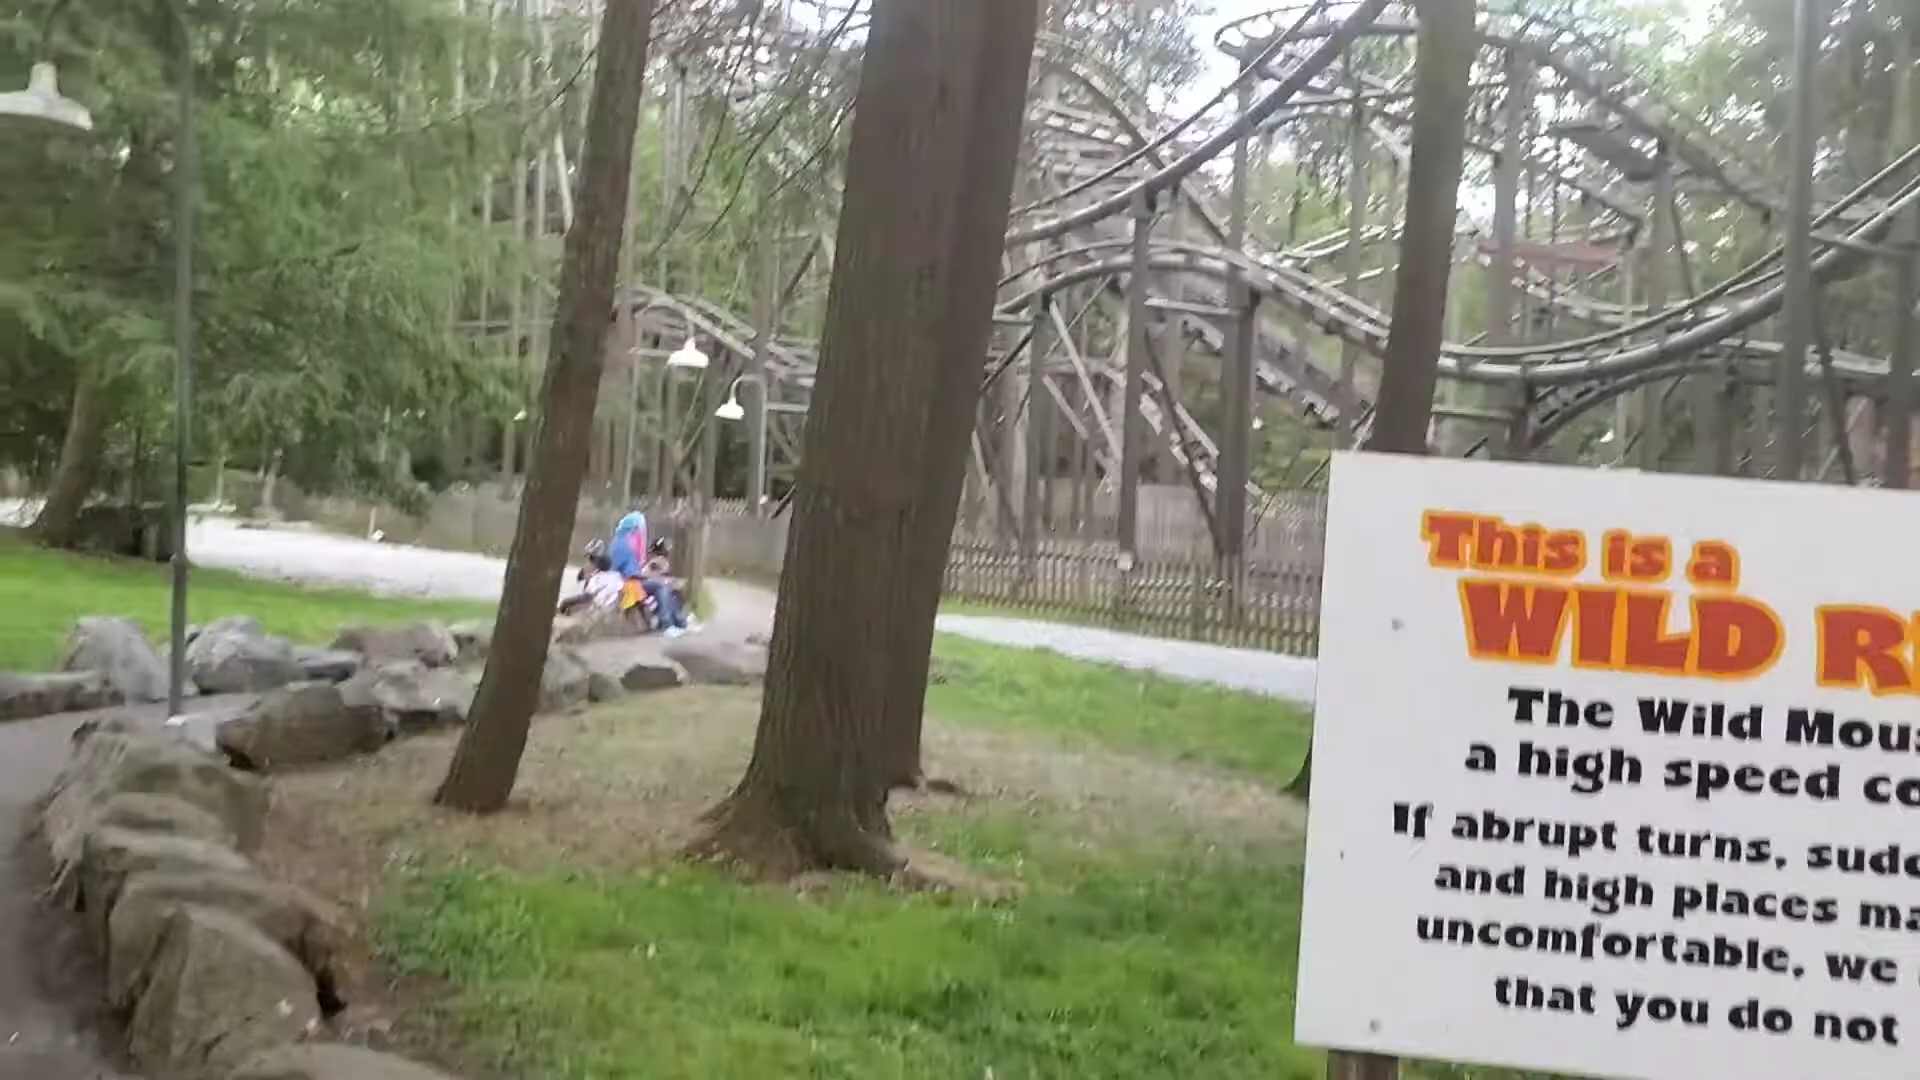 This is a
WILD
The Wild
a high speed
If abrupt turns,
and high places
uncomfortable, we
that you do not